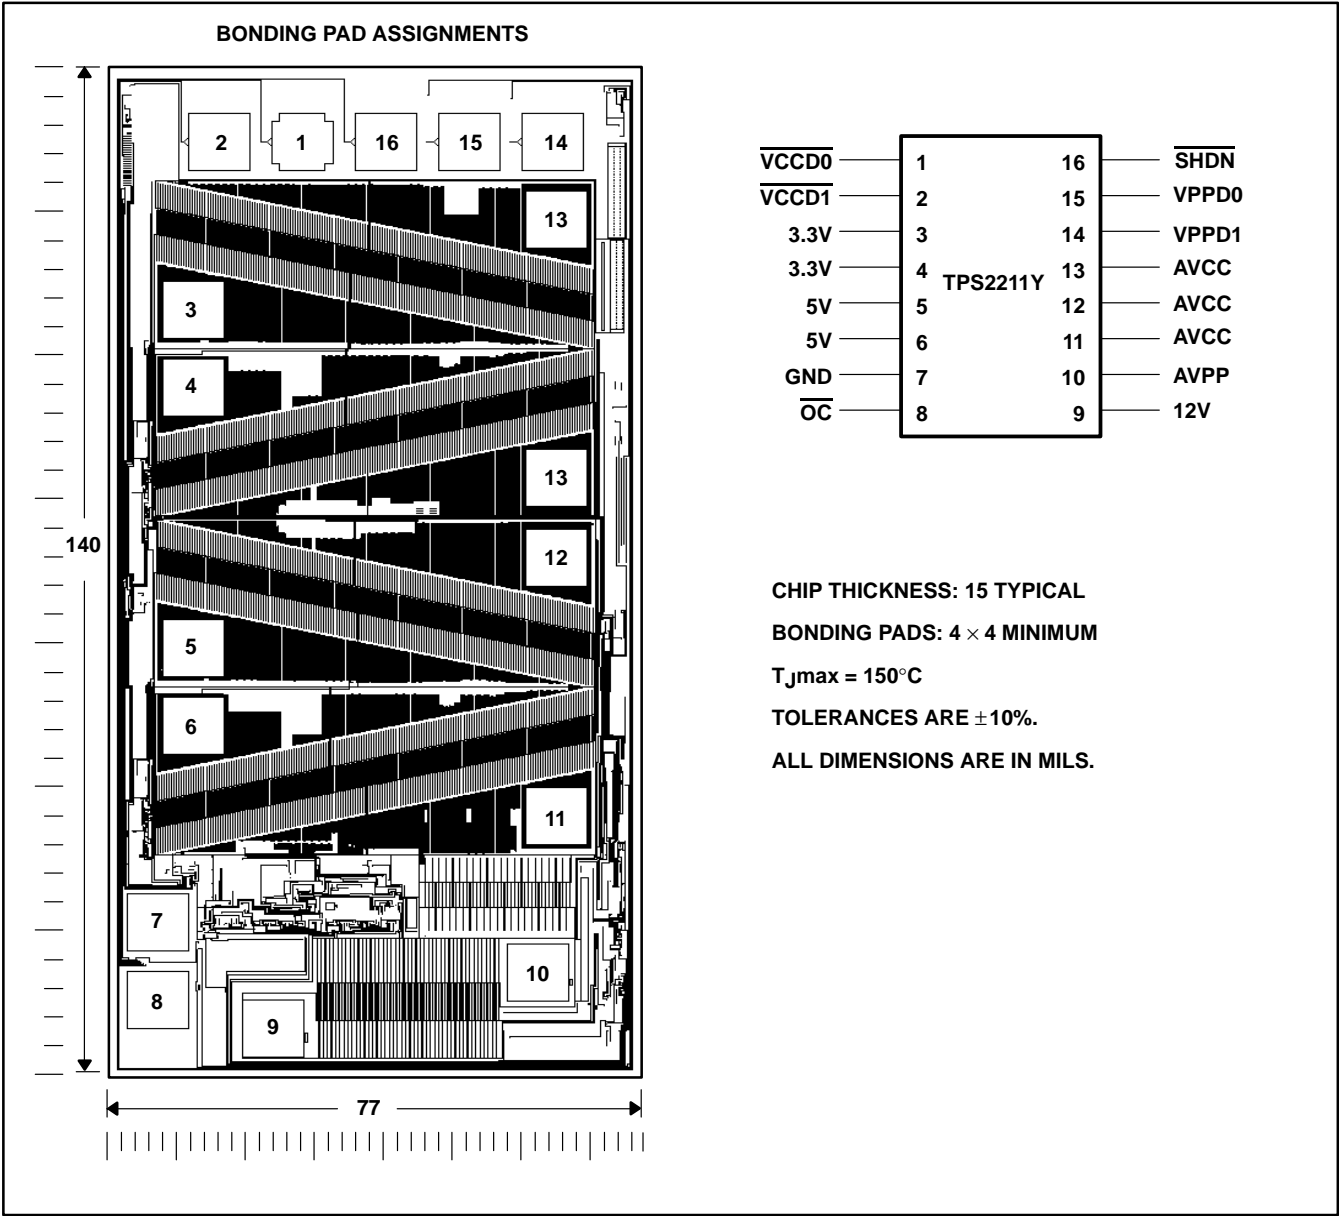 BONDING PAD ASSIGNMENTS
2 1 16 15 14
13
3
4
13
12
5
6
11
7
10
8
9
140
77
VCCD0 1 16 SHDN
VCCD1 2 15 VPPD0
3.3V 3 14 VPPD1
3.3V 4 13 AVCC
TPS2211Y
5V 5 12 AVCC
5V 6 11 AVCC
GND 7 10 AVPP
OC 8 9 12V
CHIP THICKNESS: 15 TYPICAL
BONDING PADS: 4 × 4 MINIMUM
TJmax = 150°C
TOLERANCES ARE ±10%.
ALL DIMENSIONS ARE IN MILS.